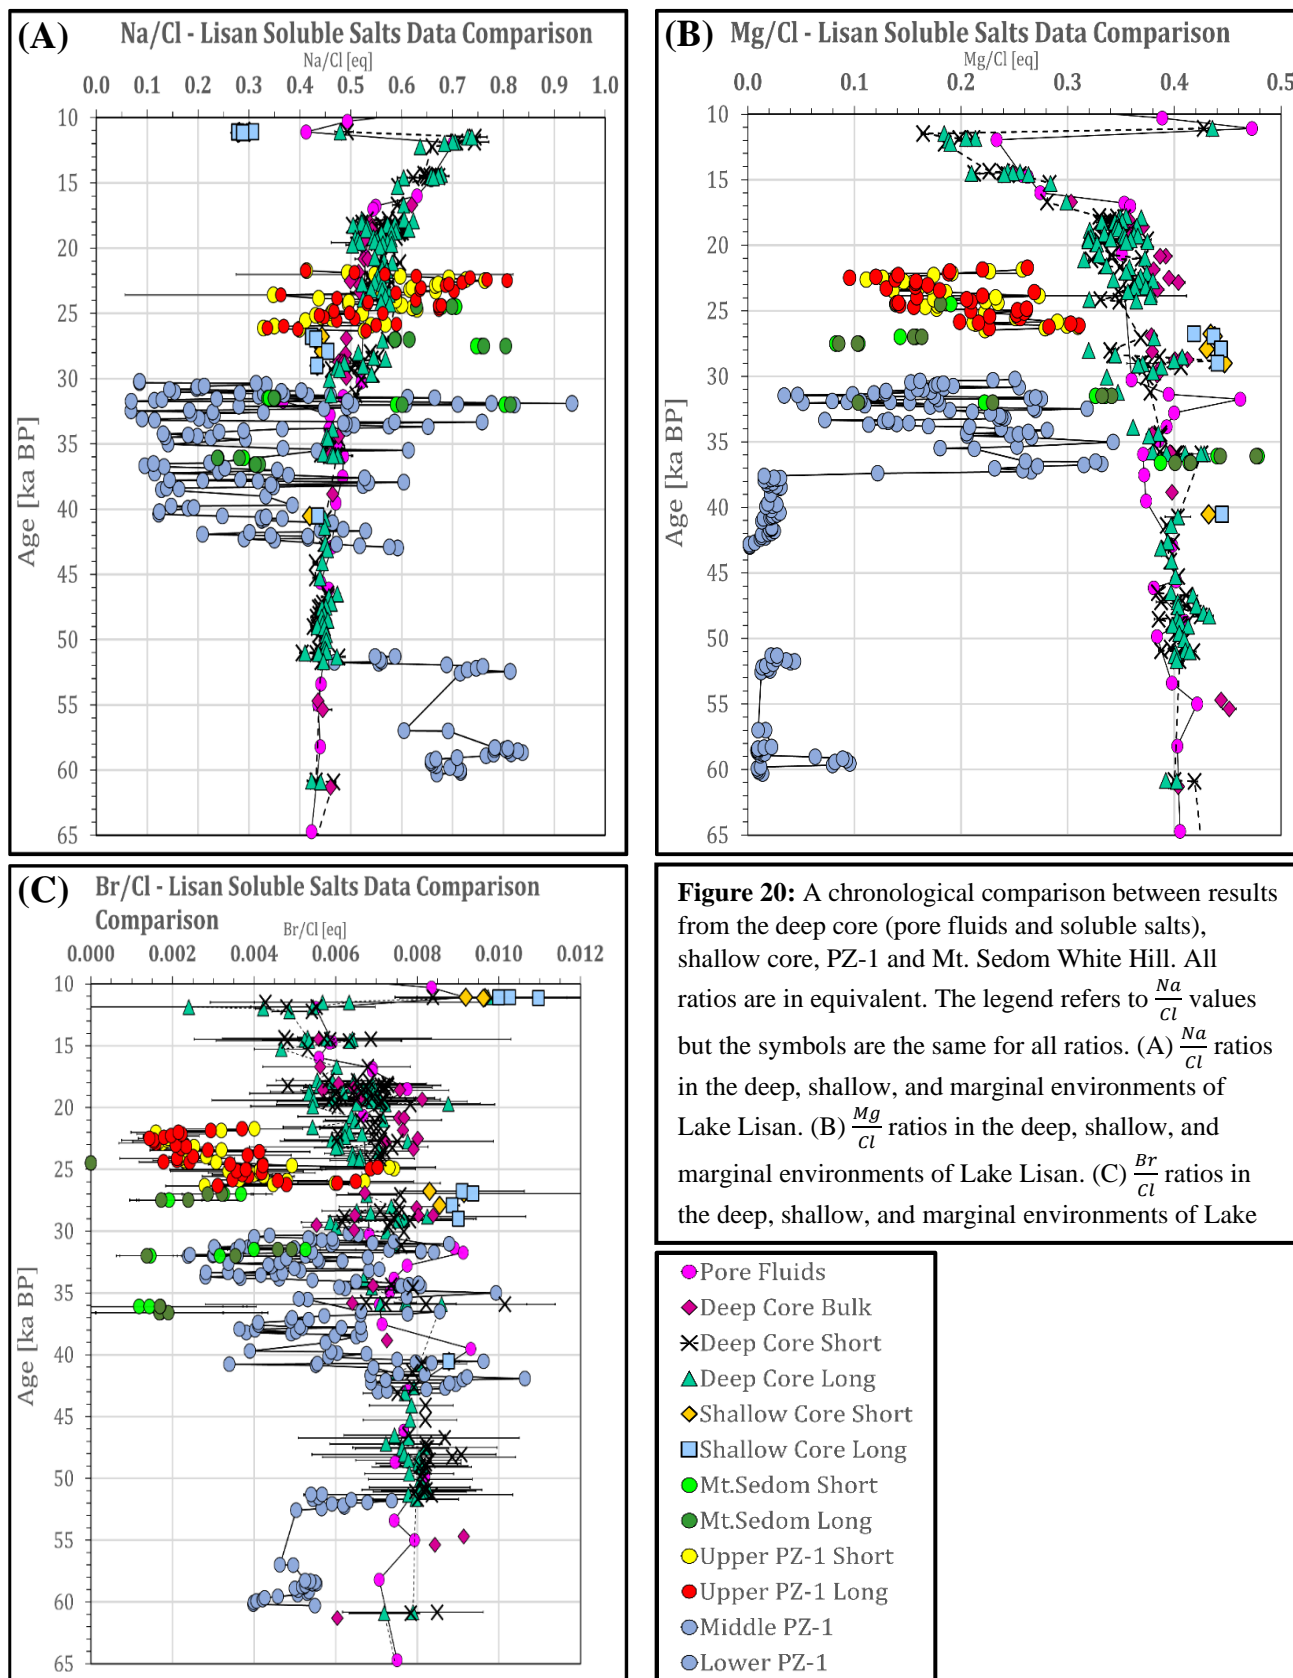 (A) Na/Cl - Lisan Soluble Salts Data Comparison
Na/Cl [eq]
0.0 0.1 0.2 0.3 0.4 0.5 0.6 0.7 0.8 0.9 1.0
10
15
20
25
30
35
40
45
50
55
60
65
Age [ka BP]
(B) Mg/Cl - Lisan Soluble Salts Data Comparison
Mg/Cl [eq]
0.0 0.1 0.2 0.3 0.4 0.5
10
15
20
25
30
35
40
45
50
55
60
65
Age [ka BP]
(C) Br/Cl - Lisan Soluble Salts Data Comparison
Comparison
Br/Cl [eq]
0.000 0.002 0.004 0.006 0.008 0.010 0.012
10
15
20
25
30
35
40
45
50
55
60
65
Age [ka BP]
Figure 20: A chronological comparison between results
from the deep core (pore fluids and soluble salts),
shallow core, PZ-1 and Mt. Sedom White Hill. All
ratios are in equivalent. The legend refers to Na/Cl values
but the symbols are the same for all ratios. (A) Na/Cl ratios
in the deep, shallow, and marginal environments of
Lake Lisan. (B) Mg/Cl ratios in the deep, shallow, and
marginal environments of Lake Lisan. (C) Br/Cl ratios in
the deep, shallow, and marginal environments of Lake
Pore Fluids
Deep Core Bulk
Deep Core Short
Deep Core Long
Shallow Core Short
Shallow Core Long
Mt.Sedom Short
Mt.Sedom Long
Upper PZ-1 Short
Upper PZ-1 Long
Middle PZ-1
Lower PZ-1